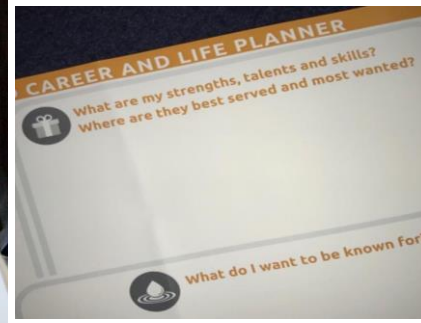 CAREER AND LIFE PLANNER
What are my strengths, talents and skills?
Where are they best served and most wanted?
What do I want to be known for?